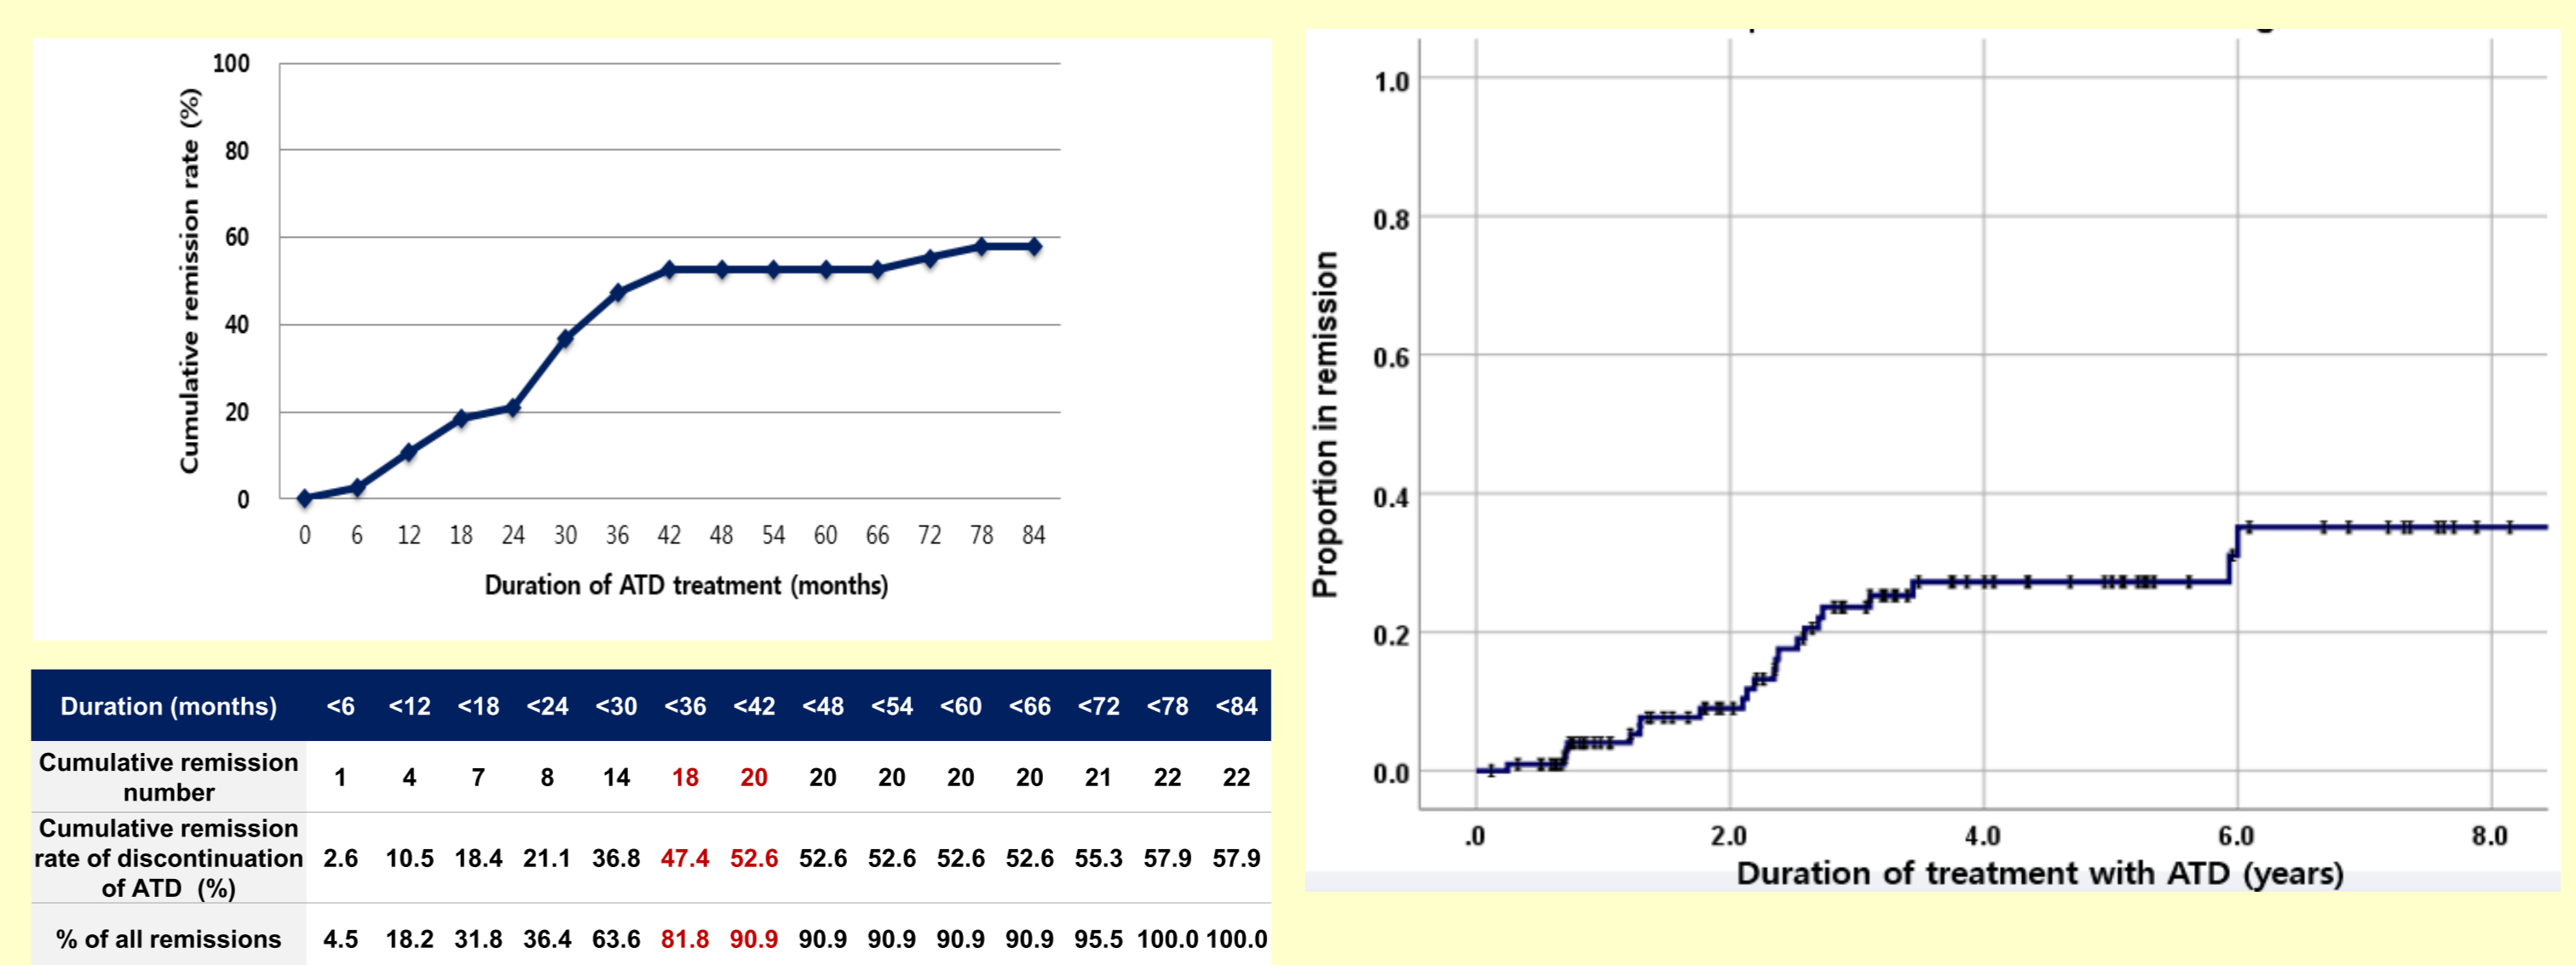 100
80
60
40
20
0
Cumulative remission rate (%)
0 6 12 18 24 30 36 42 48 54 60 66 72 78 84
Duration of ATD treatment (months)
Duration (months) <6 <12 <18 <24 <30 <36 <42 <48 <54 <60 <66 <72 <78 <84
Cumulative remission
number 1 4 7 8 14 18 20 20 20 20 20 21 22 22
Cumulative remission
rate of discontinuation
of ATD (%) 2.6 10.5 18.4 21.1 36.8 47.4 52.6 52.6 52.6 52.6 52.6 55.3 57.9 57.9
% of all remissions 4.5 18.2 31.8 36.4 63.6 81.8 90.9 90.9 90.9 90.9 90.9 95.5 100.0 100.0
1.0
0.8
0.6
0.4
0.2
0.0
Proportion in remission
.0 2.0 4.0 6.0 8.0
Duration of treatment with ATD (years)